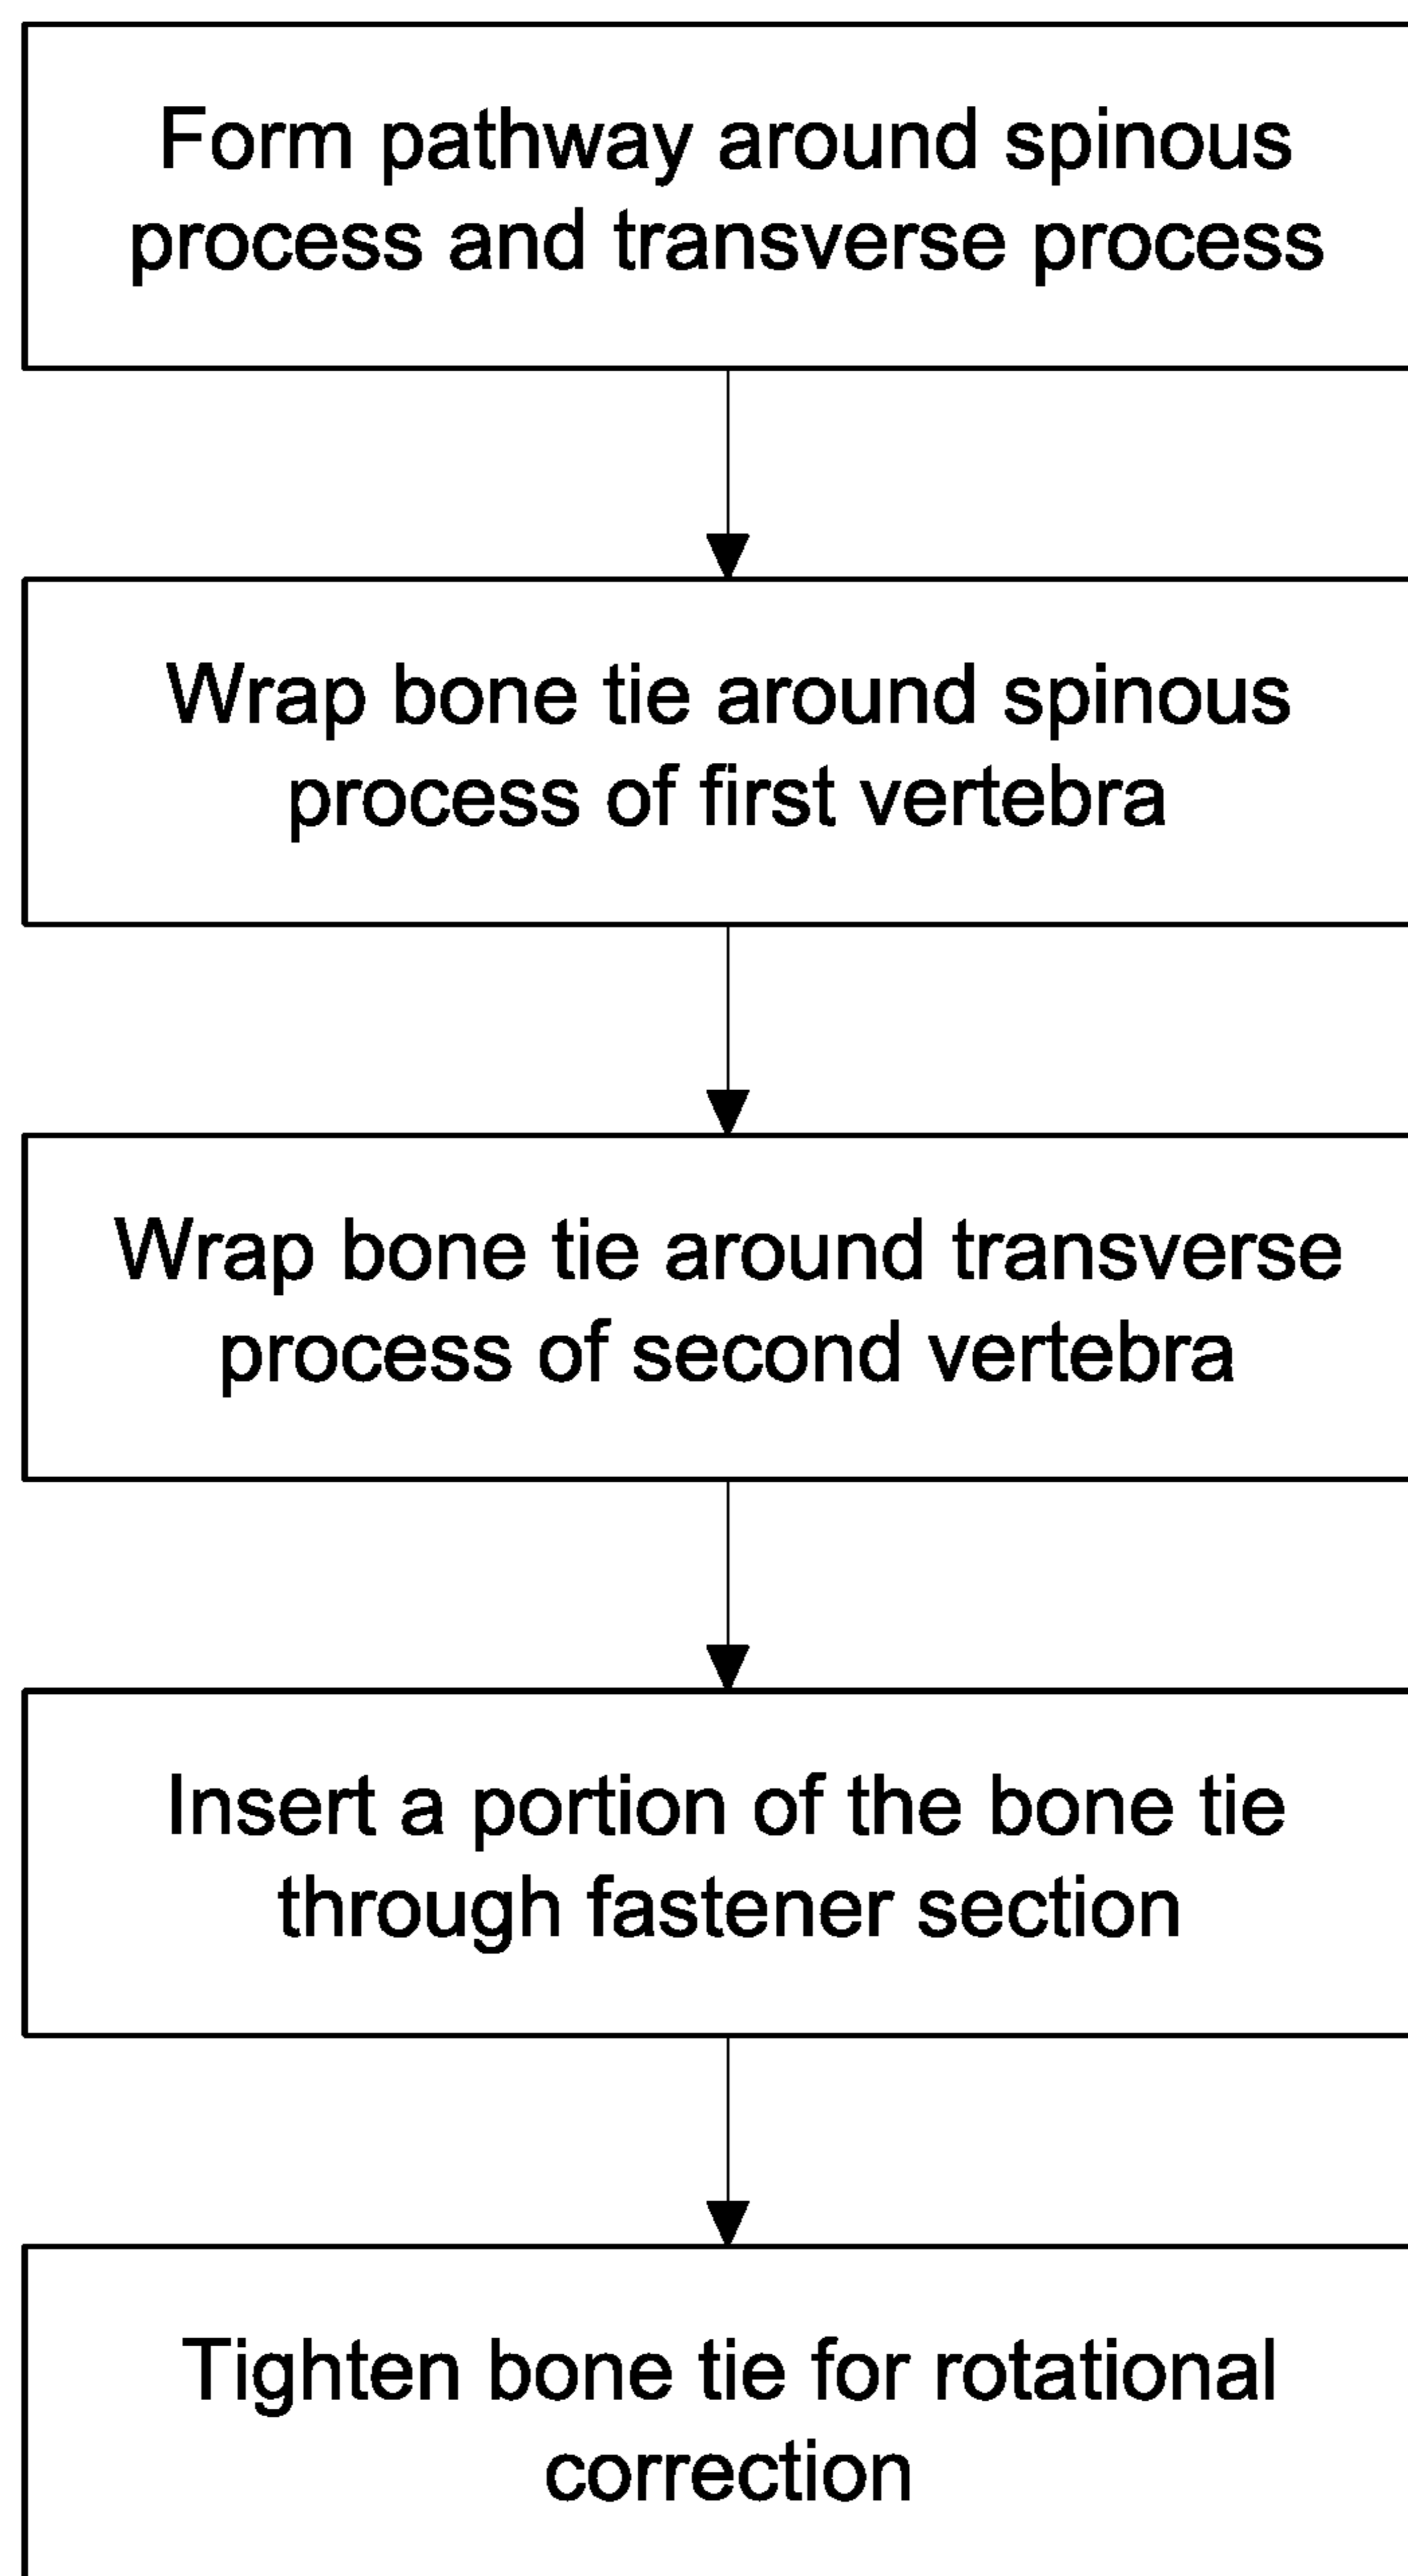 Form pathway around spinous
process and transverse process
Wrap bone tie around spinous
process of first vertebra
Wrap bone tie around transverse
process of second vertebra
Insert a portion of the bone tie
through fastener section
Tighten bone tie for rotational
correction